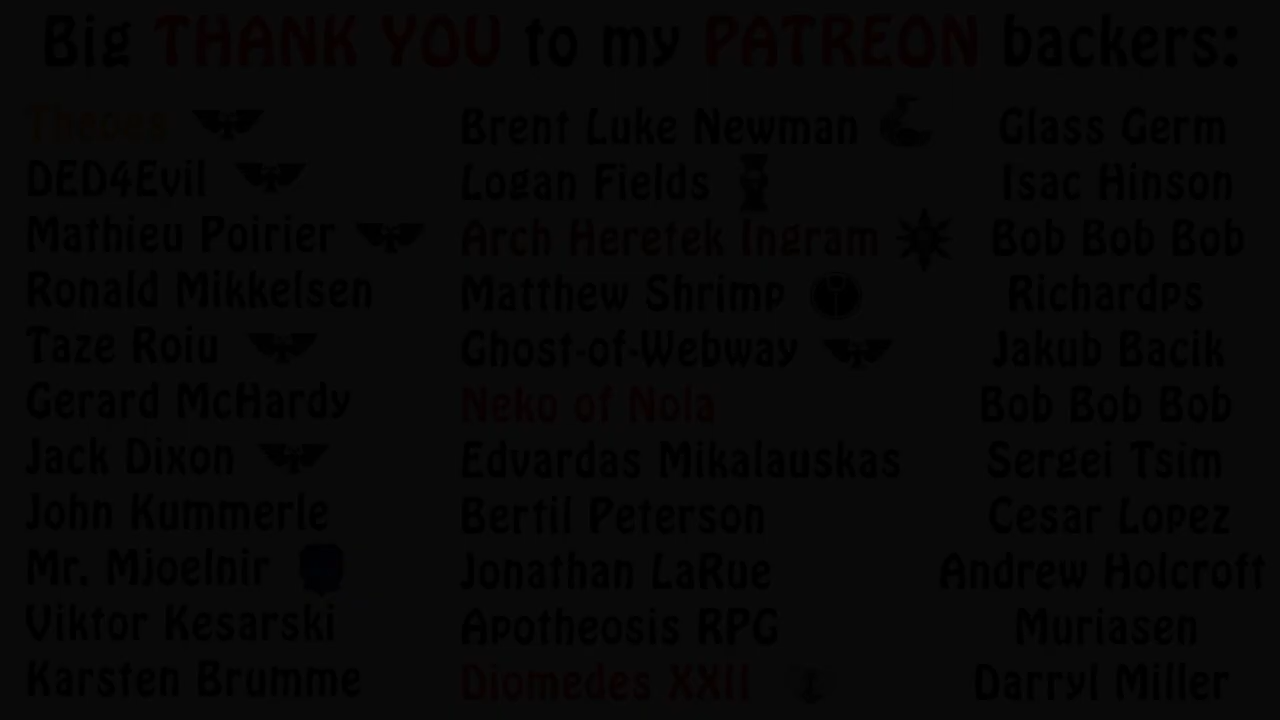 Big THANK YOU to my PATREON backers:
Theoas
DED4Evil
Mathieu Poirier
Ronald Mikkelsen
Taze Roiu
Gerard McHardy
Jack Dixon
John Kummerle
Mr. Mjoelnir
Viktor Kesarski
Karsten Brumme
Brent Luke Newman
Logan Fields
Arch Heretek Ingram
Matthew Shrimp
Ghost-of-Webway
Neko of Nola
Edvardas Mikalauskas
Bertil Peterson
Jonathan LaRue
Apotheosis RPG
Diomedes XXII
Glass Germ
Isac Hinson
Bob Bob Bob
Richardps
Jakub Bacik
Bob Bob Bob
Sergei Tsim
Cesar Lopez
Andrew Holcroft
Muriasen
Darryl Miller